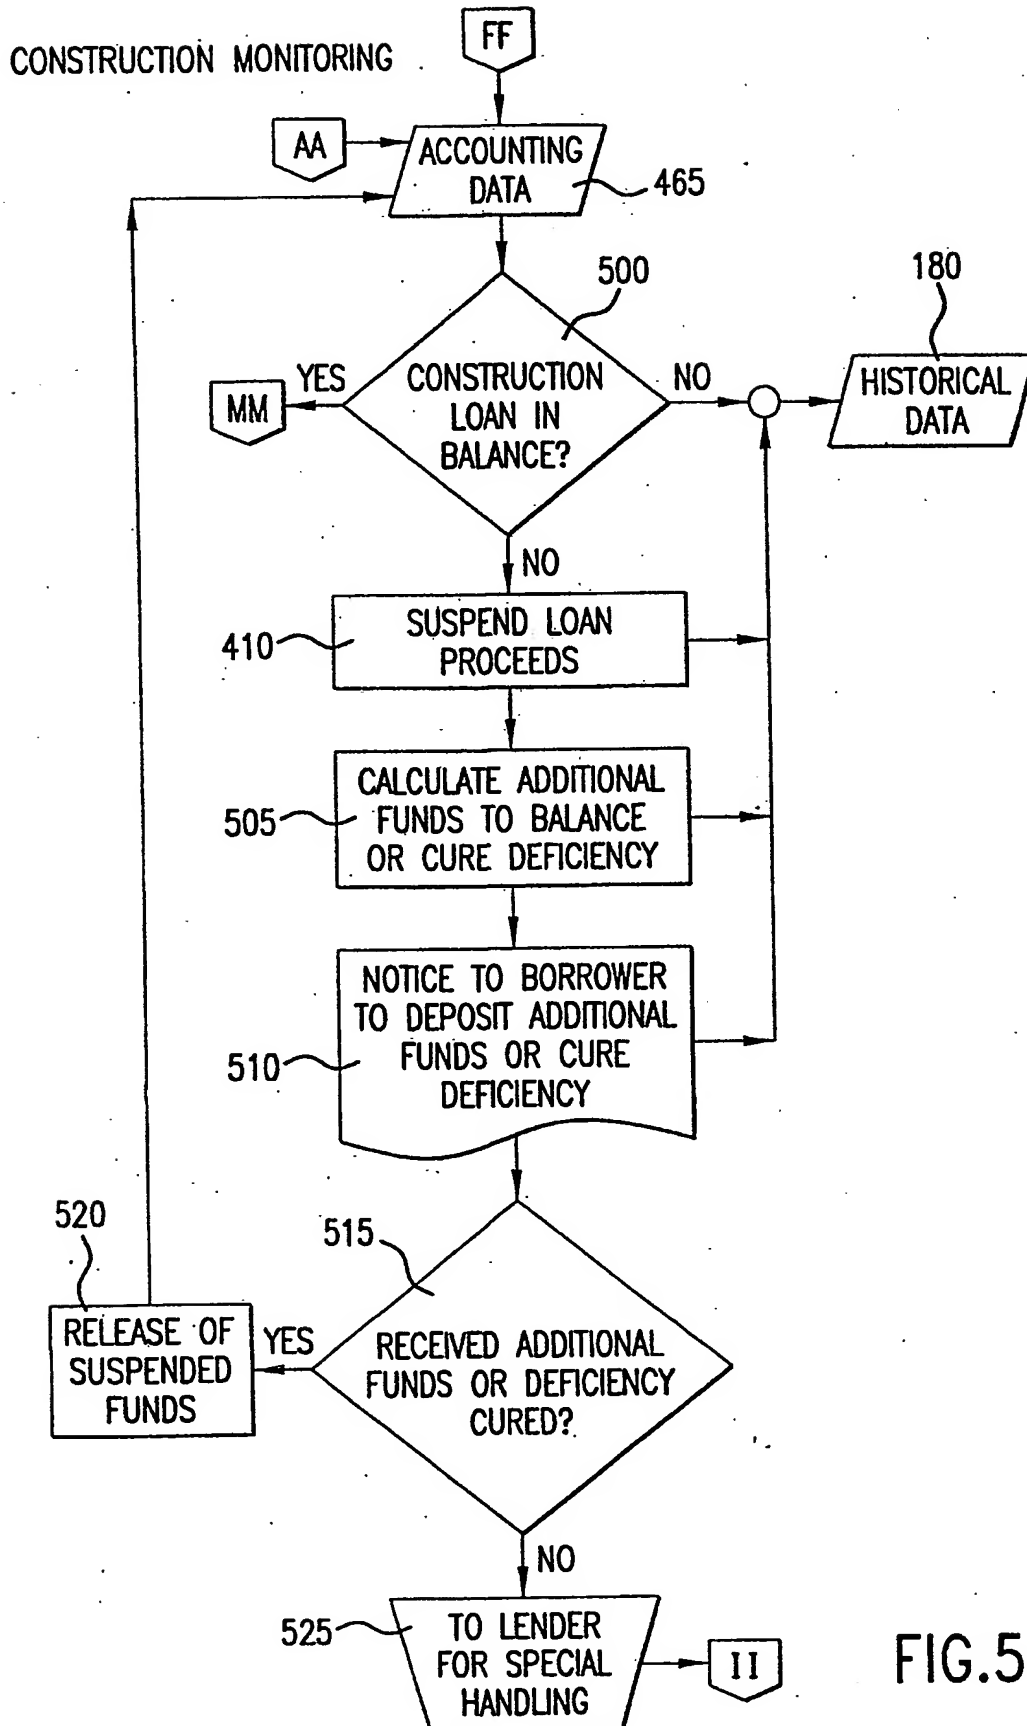 CONSTRUCTION MONITORING
FF
AA
ACCOUNTING
DATA
465
500
180
YES
MM
CONSTRUCTION
LOAN IN
BALANCE?
NO
HISTORICAL
DATA
NO
410
SUSPEND LOAN
PROCEEDS
505
CALCULATE ADDITIONAL
FUNDS TO BALANCE
OR CURE DEFICIENCY
510
NOTICE TO BORROWER
TO DEPOSIT ADDITIONAL
FUNDS OR CURE
DEFICIENCY
520
515
RELEASE OF
SUSPENDED
FUNDS
YES
RECEIVED ADDITIONAL
FUNDS OR DEFICIENCY
CURED?
NO
525
TO LENDER
FOR SPECIAL
HANDLING
II
FIG.5